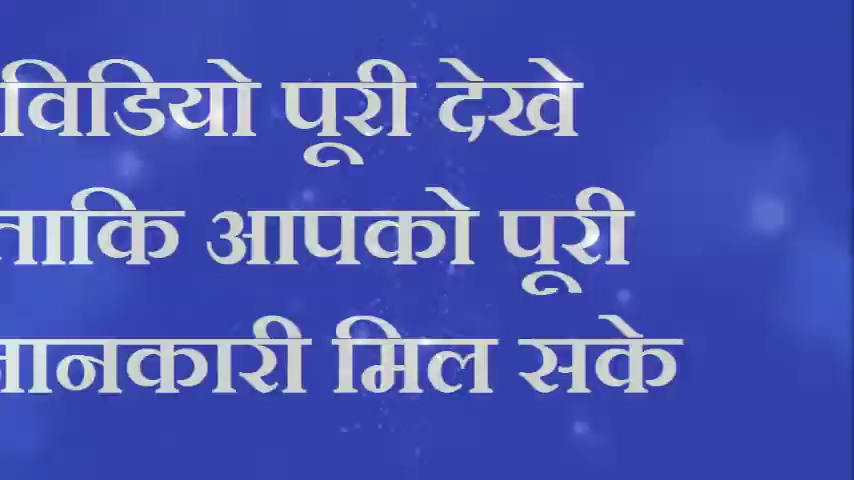 विडियो पूरी देखे
ताकि आपको पूरी
जानकारी मिल सके